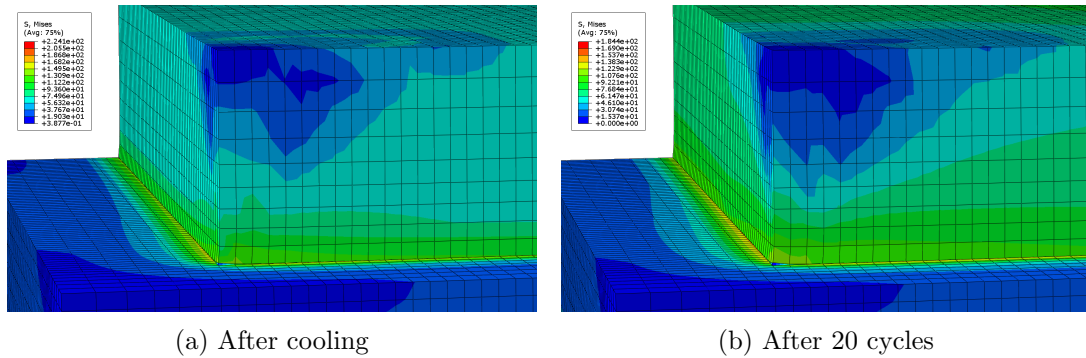 S, Mises
(Avg: 75%)
+2.241e+02
+2.055e+02
+1.868e+02
+1.682e+02
+1.495e+02
+1.309e+02
+1.122e+02
+9.360e+01
+7.496e+01
+5.632e+01
+3.767e+01
+1.903e+01
+3.877e-01
S, Mises
(Avg: 75%)
+1.844e+02
+1.690e+02
+1.537e+02
+1.383e+02
+1.229e+02
+1.076e+02
+9.221e+01
+7.684e+01
+6.147e+01
+4.610e+01
+3.074e+01
+1.537e+01
+0.000e+00
(a) After cooling
(b) After 20 cycles